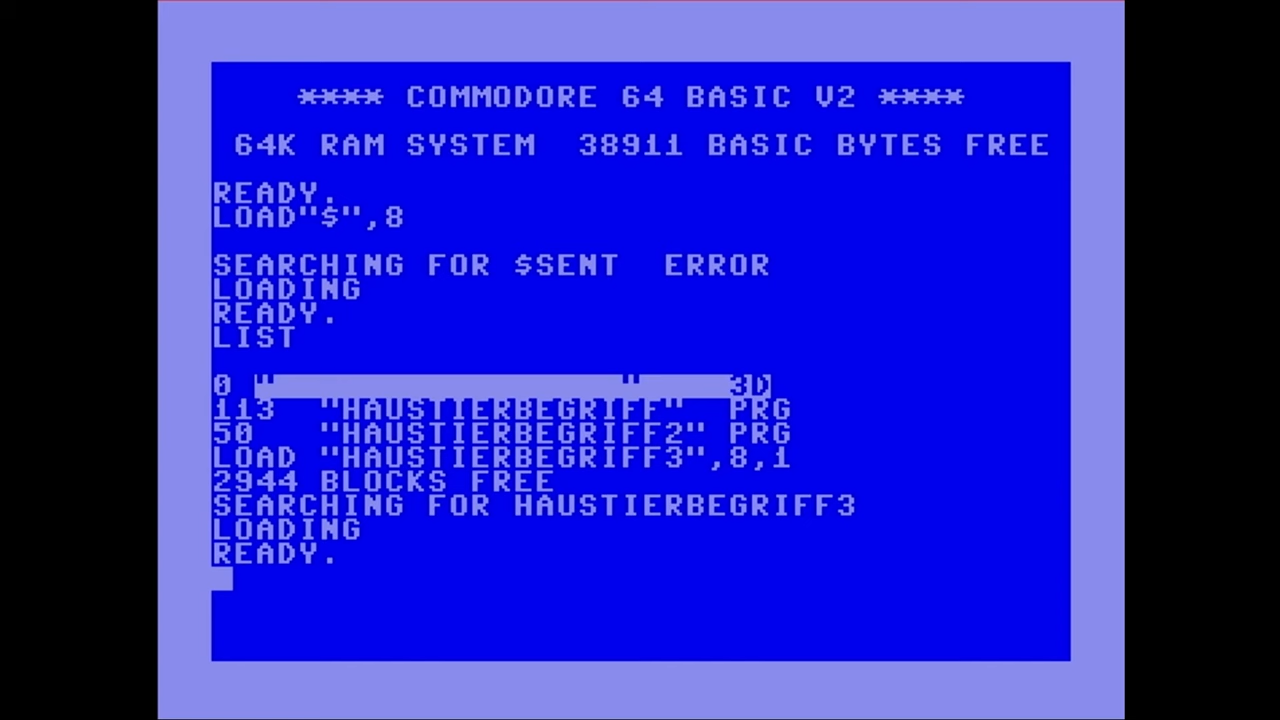 **** COMMODORE 64 BASIC V2 ****
64K RAM SYSTEM 38911 BASIC BYTES FREE
READY.
LOAD"$",8
SEARCHING FOR $SENT ERROR
LOADING
READY.
LIST
0 " " 3D
113 "HAUSTIERBEGRIFF" PRG
50 "HAUSTIERBEGRIFF2" PRG
LOAD "HAUSTIERBEGRIFF3",8,1
2944 BLOCKS FREE
SEARCHING FOR HAUSTIERBEGRIFF3
LOADING
READY.